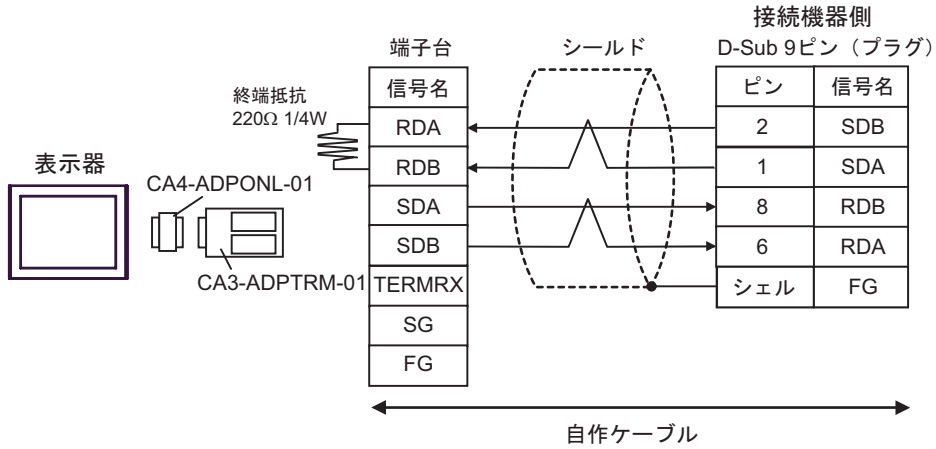 接続機器側
端子台
シールド
D-Sub 9ピン（プラグ）
信号名
ピン
信号名
終端抵抗
220Ω 1/4W
RDA
2
SDB
表示器
RDB
1
SDA
CA4-ADPONL-01
SDA
8
RDB
SDB
6
RDA
CA3-ADPTRM-01
TERMRX
シェル
FG
SG
FG
自作ケーブル